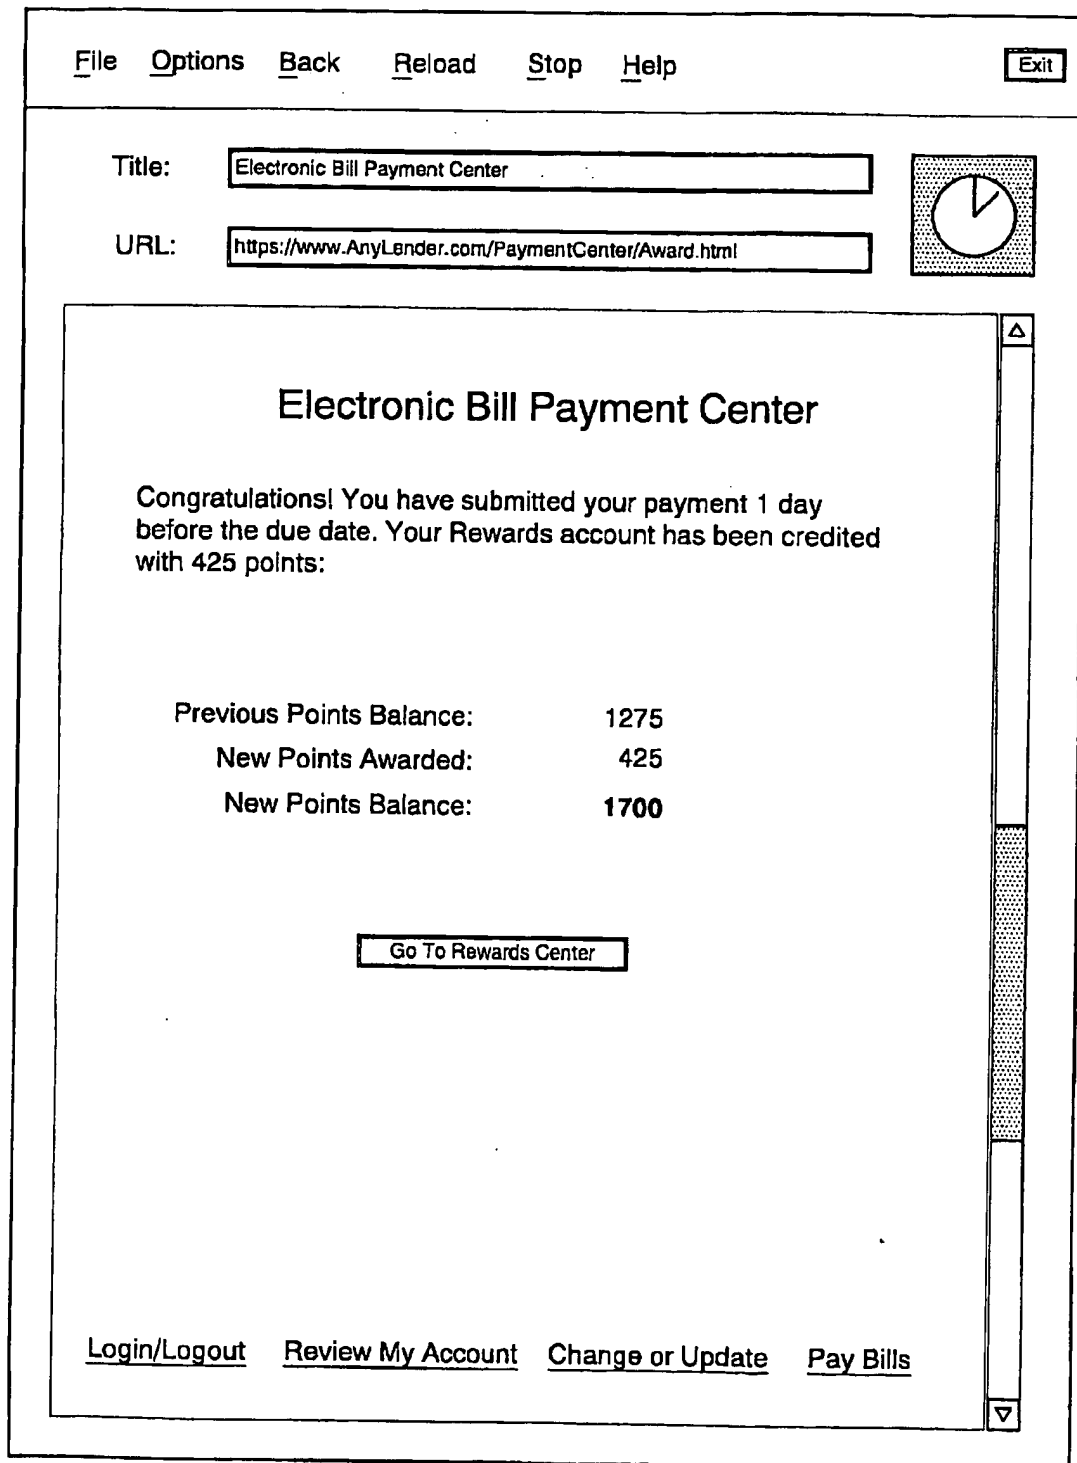 File Options Back Reload Stop Help Exit
Title: Electronic Bill Payment Center
URL: https://www.AnyLender.com/PaymentCenter/Award.html
Electronic Bill Payment Center
Congratulations! You have submitted your payment 1 day
before the due date. Your Rewards account has been credited
with 425 points:
Previous Points Balance: 1275
New Points Awarded: 425
New Points Balance: 1700
Go To Rewards Center
Login/Logout Review My Account Change or Update Pay Bills